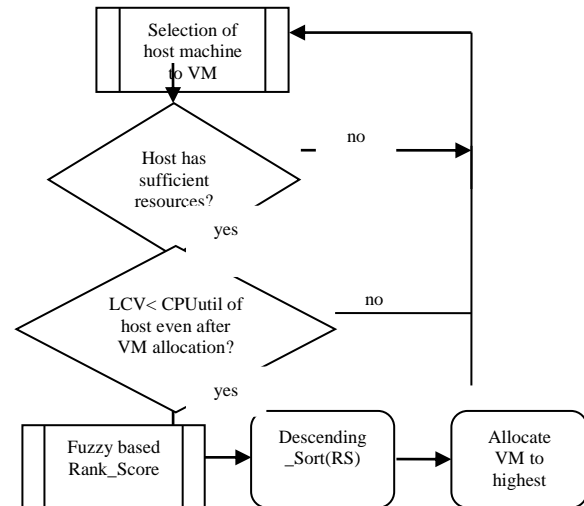 Selection of
host machine
to VM
no
Host has
sufficient
resources?
yes
LCV< CPUutil of
host even after
VM allocation?
no
yes
Fuzzy based
Rank_Score
Descending
_Sort(RS)
Allocate
VM to
highest